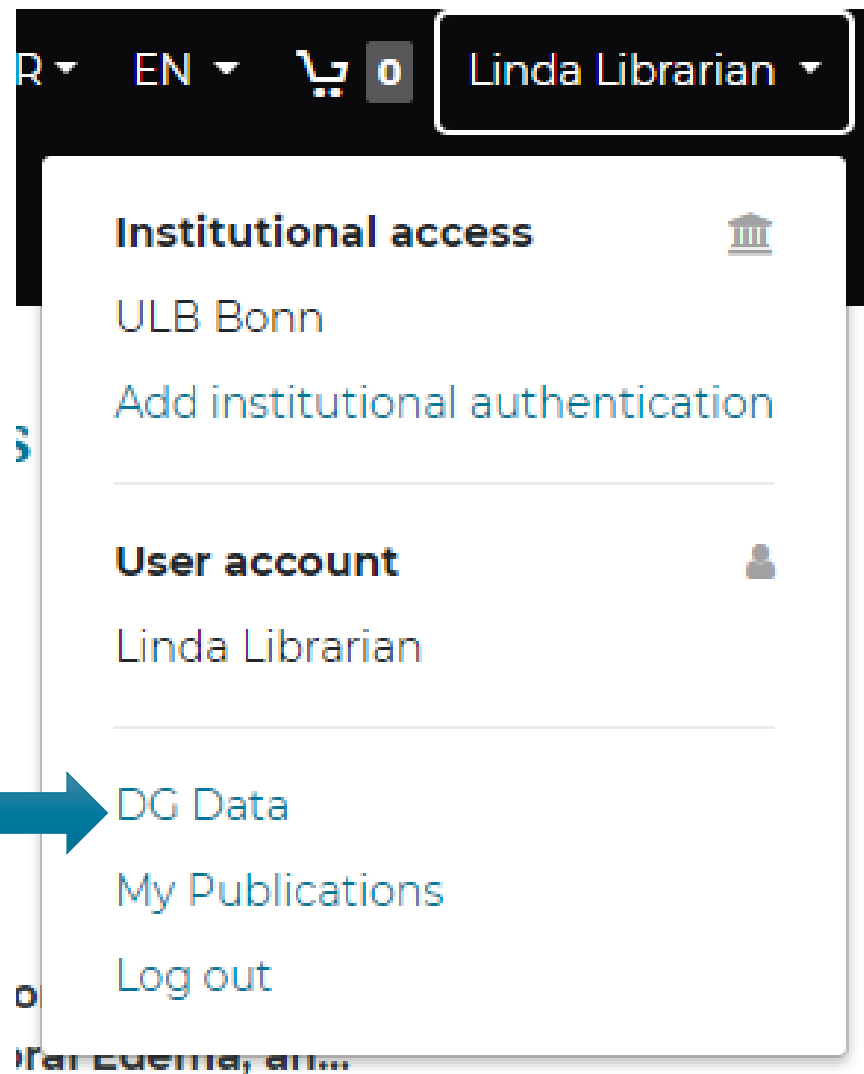 R EN 0 Linda Librarian
Institutional access
ULB Bonn
Add institutional authentication
s
User account
Linda Librarian
DG Data
My Publications
Log out